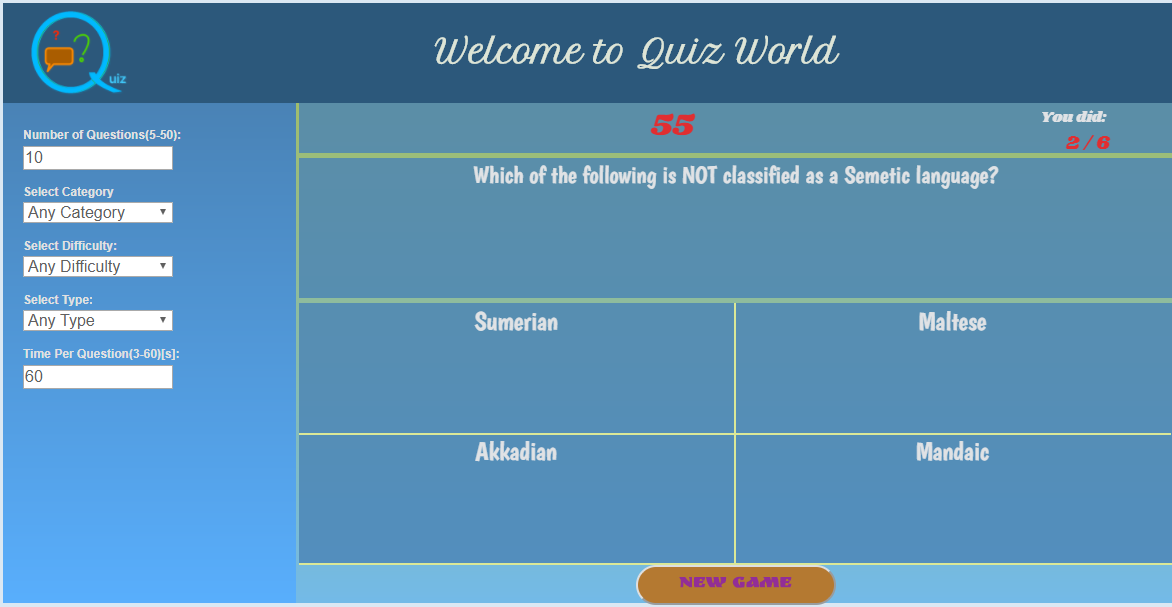 ? ?
uiz
Welcome to Quiz World
Number of Questions(5-50):
10
Select Category
Any Category
Select Difficulty:
Any Difficulty
Select Type:
Any Type
Time Per Question(3-60)[s]:
60
55
You did:
2 / 6
Which of the following is NOT classified as a Semetic language?
Sumerian
Maltese
Akkadian
Mandaic
NEW GAME